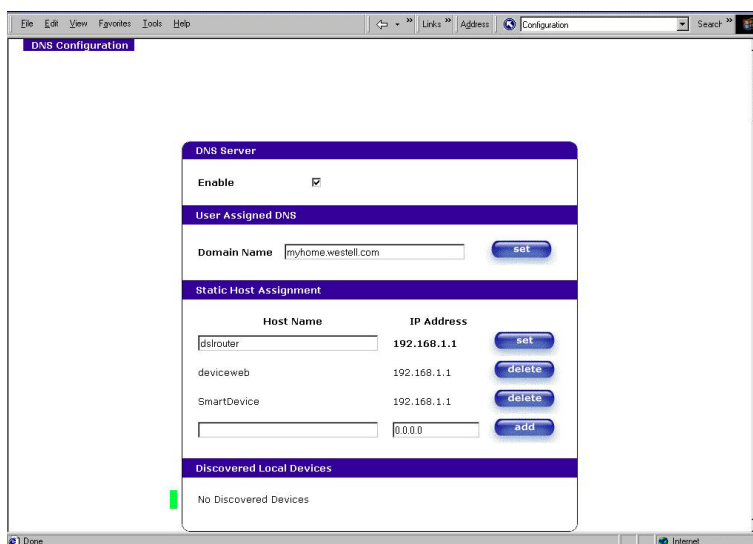 File Edit View Favorites Tools Help » Links » Address Configuration Search »
DNS Configuration
DNS Server
Enable
User Assigned DNS
Domain Name myhome.westell.com set
Static Host Assignment
Host Name IP Address
dslrouter 192.168.1.1 set
deviceweb 192.168.1.1 delete
SmartDevice 192.168.1.1 delete
0.0.0.0 add
Discovered Local Devices
No Discovered Devices
Done Internet